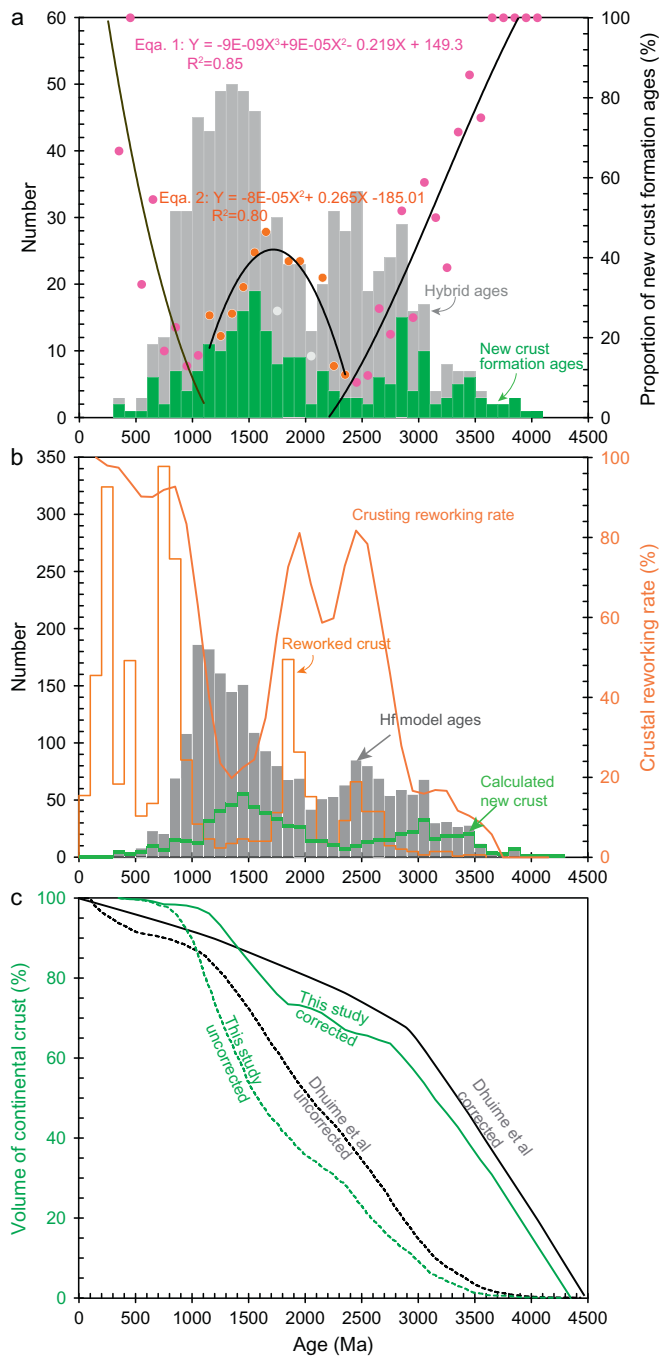 a
60
50
40
30
20
10
0
Number
Eqa. 1: Y = -9E-09X³+9E-05X²- 0.219X + 149.3
R²=0.85
Eqa. 2: Y = -8E-05X²+ 0.265X -185.01
R²=0.80
Hybrid ages
New crust
formation ages
100
80
60
40
20
0
Proportion of new crust formation ages (%)
0 500 1000 1500 2000 2500 3000 3500 4000 4500
b
350
300
250
200
150
100
50
0
Number
Crusting reworking rate
Reworked crust
Hf model ages
Calculated
new crust
100
80
60
40
20
0
Crustal reworking rate (%)
0 500 1000 1500 2000 2500 3000 3500 4000 4500
c
100
80
60
40
20
0
Volume of continental crust (%)
This study
corrected
This study
uncorrected
Dhuime et al
uncorrected
Dhuime et al
corrected
0 500 1000 1500 2000 2500 3000 3500 4000 4500
Age (Ma)